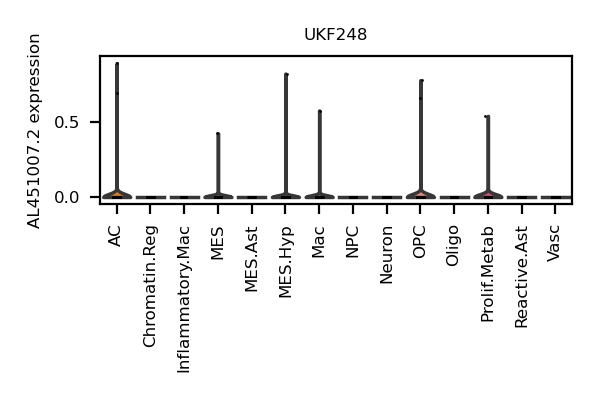 UKF248
AL451007.2 expression
0.5
0.0
AC
Chromatin.Reg
Inflammatory.Mac
MES
MES.Ast
MES.Hyp
Mac
NPC
Neuron
OPC
Oligo
Prolif.Metab
Reactive.Ast
Vasc